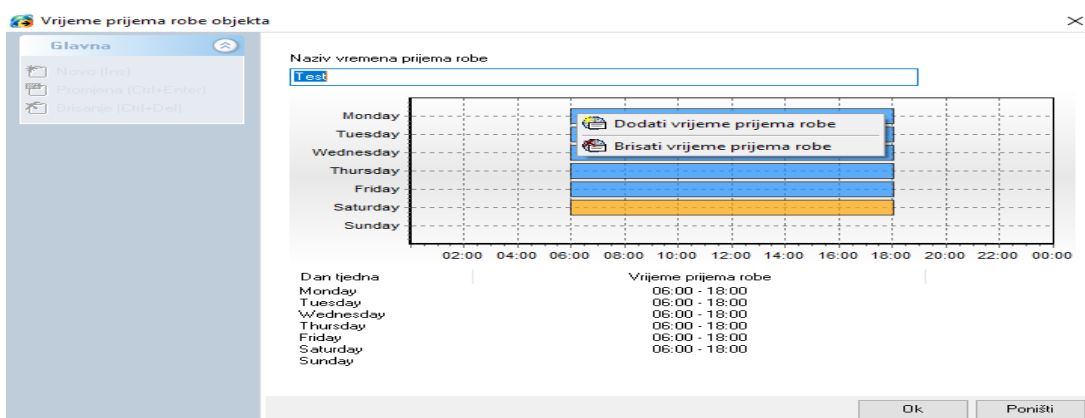 Vrijeme prijema robe objekta
Glavna
Novo (Ins)
Promjena (Ctrl+Enter)
Brisanje (Ctrl+Del)
Naziv vremena prijema robe
Test
Monday
Tuesday
Wednesday
Thursday
Friday
Saturday
Sunday
Dodati vrijeme prijema robe
Brisati vrijeme prijema robe
02:00 04:00 06:00 08:00 10:00 12:00 14:00 16:00 18:00 20:00 22:00 00:00
Dan tjedna Vrijeme prijema robe
Monday 06:00 - 18:00
Tuesday 06:00 - 18:00
Wednesday 06:00 - 18:00
Thursday 06:00 - 18:00
Friday 06:00 - 18:00
Saturday 06:00 - 18:00
Sunday
Ok Poništi